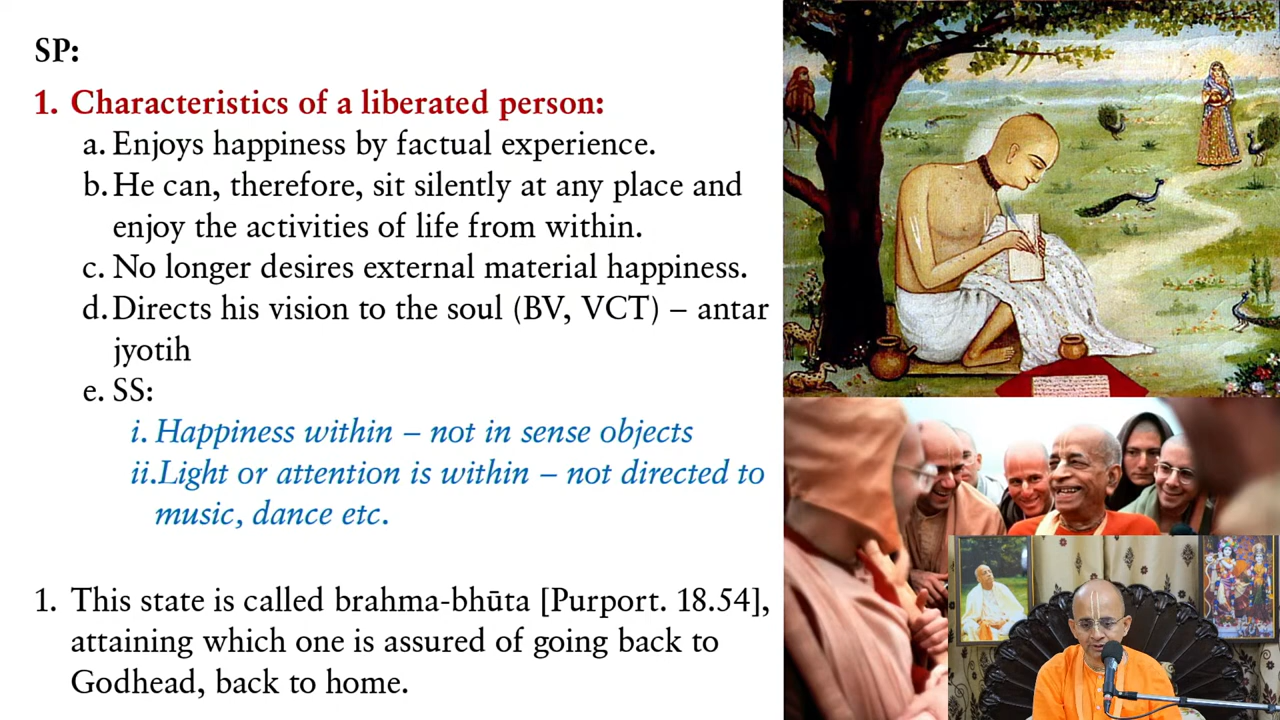 SP:
1. Characteristics of a liberated person:
a. Enjoys happiness by factual experience.
b. He can, therefore, sit silently at any place and
enjoy the activities of life from within.
c. No longer desires external material happiness.
d. Directs his vision to the soul (BV, VCT) – antar
jyotih
e. SS:
i. Happiness within – not in sense objects
ii.Light or attention is within – not directed to
music, dance etc.
1. This state is called brahma-bhūta [Purport. 18.54],
attaining which one is assured of going back to
Godhead, back to home.